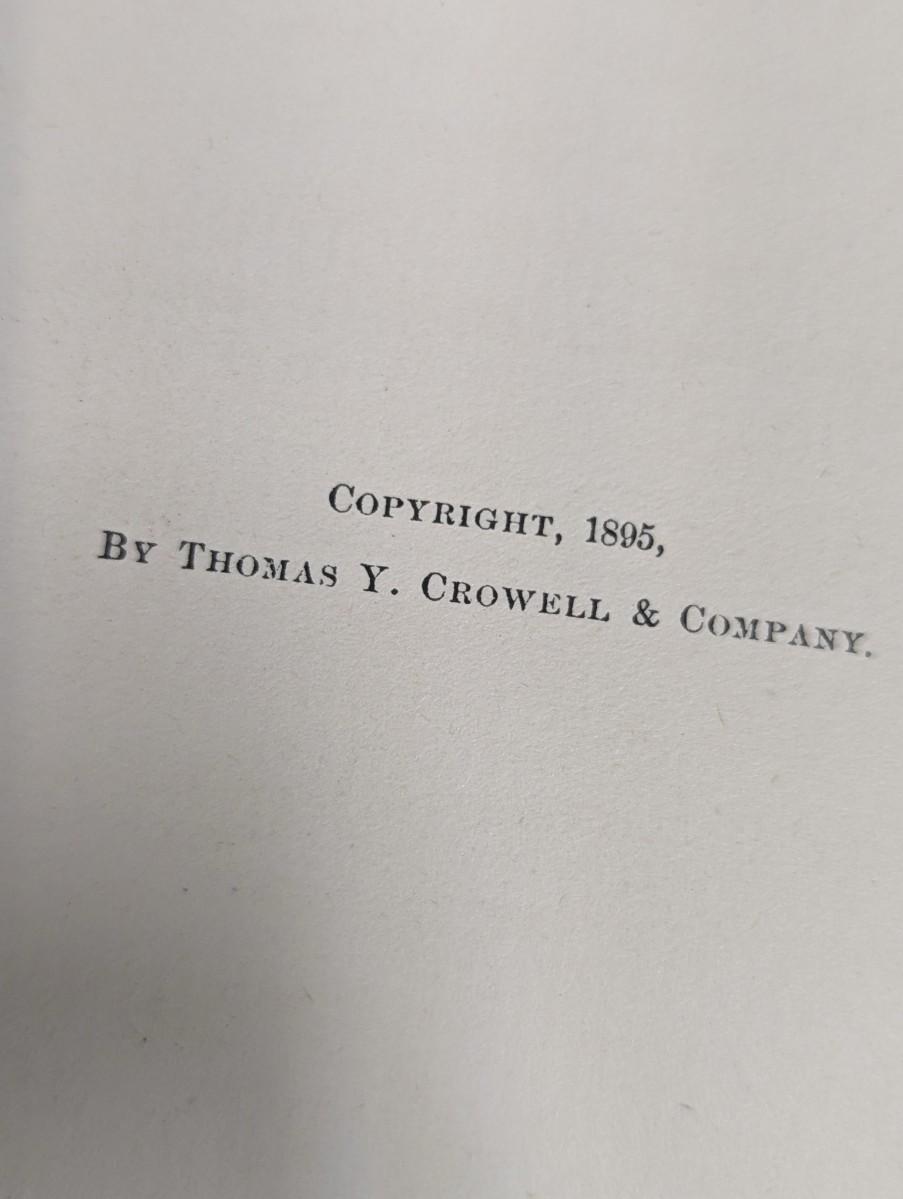 COPYRIGHT, 1895,
BY THOMAS Y. CROWELL & COMPANY.